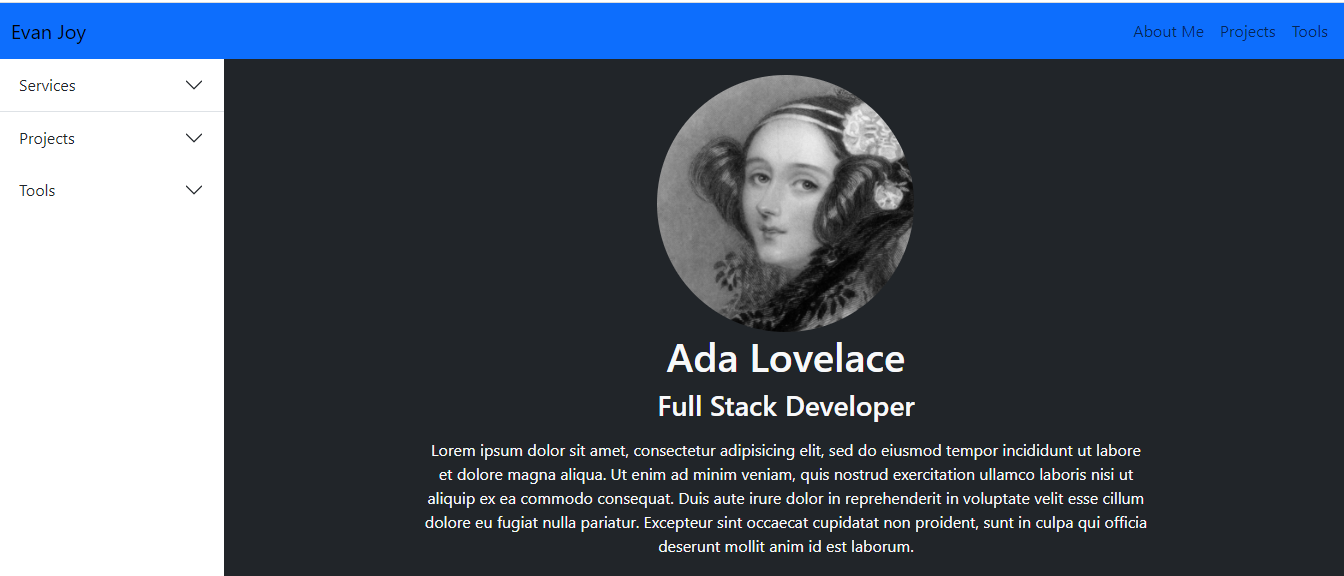 Evan Joy
About Me Projects Tools
Services
Projects
Tools
Ada Lovelace
Full Stack Developer
Lorem ipsum dolor sit amet, consectetur adipisicing elit, sed do eiusmod tempor incididunt ut labore
et dolore magna aliqua. Ut enim ad minim veniam, quis nostrud exercitation ullamco laboris nisi ut
aliquip ex ea commodo consequat. Duis aute irure dolor in reprehenderit in voluptate velit esse cillum
dolore eu fugiat nulla pariatur. Excepteur sint occaecat cupidatat non proident, sunt in culpa qui officia
deserunt mollit anim id est laborum.